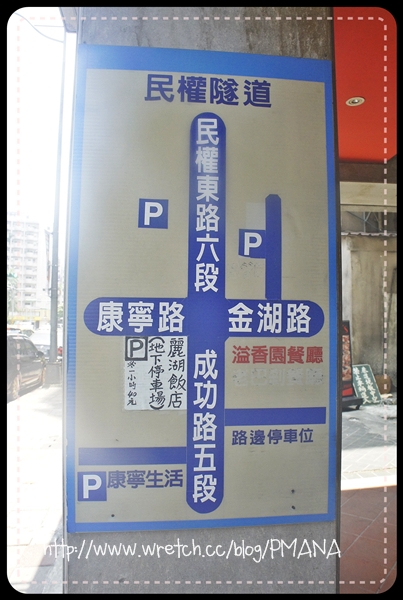 民權隧道
民權東路六段
P
P
康寧路
金湖路
麗湖飯店
(地下停車場)
P
成功路五段
溢香園餐廳
路邊停車位
P 康寧生活
http://www.wretch.cc/blog/PMANA